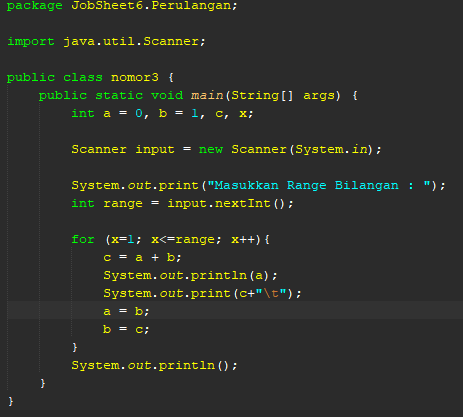 package JobSheet6.Perulangan;
import java.util.Scanner;
public class nomor3 {
public static void main(String[] args) {
int a = 0, b = 1, c, x;
Scanner input = new Scanner(System.in);
System.out.print("Masukkan Range Bilangan : ");
int range = input.nextInt();
for (x=1; x<=range; x++){
c = a + b;
System.out.println(a);
System.out.print(c+"\t");
a = b;
b = c;
}
System.out.println();
}
}